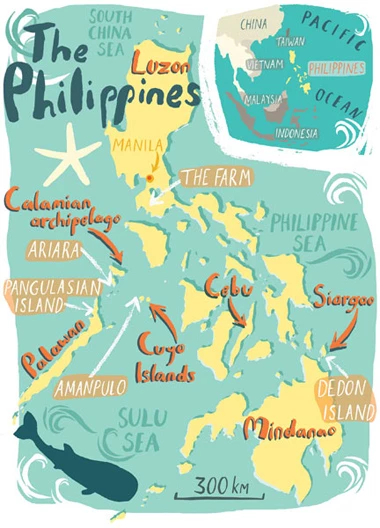 The
Philippines
SOUTH
CHINA
SEA
Luzon
CHINA
PACIFIC
OCEAN
TAIWAN
VIETNAM
PHILIPPINES
MALAYSIA
INDONESIA
MANILA
THE FARM
Calamian
archipelago
ARIARA
PANGULASIAN
ISLAND
PHILIPPINE
SEA
Cebu
Siargao
Palawan
Cuyo
Islands
AMANPULO
DEDON
ISLAND
SULU
SEA
Mindanao
300 KM